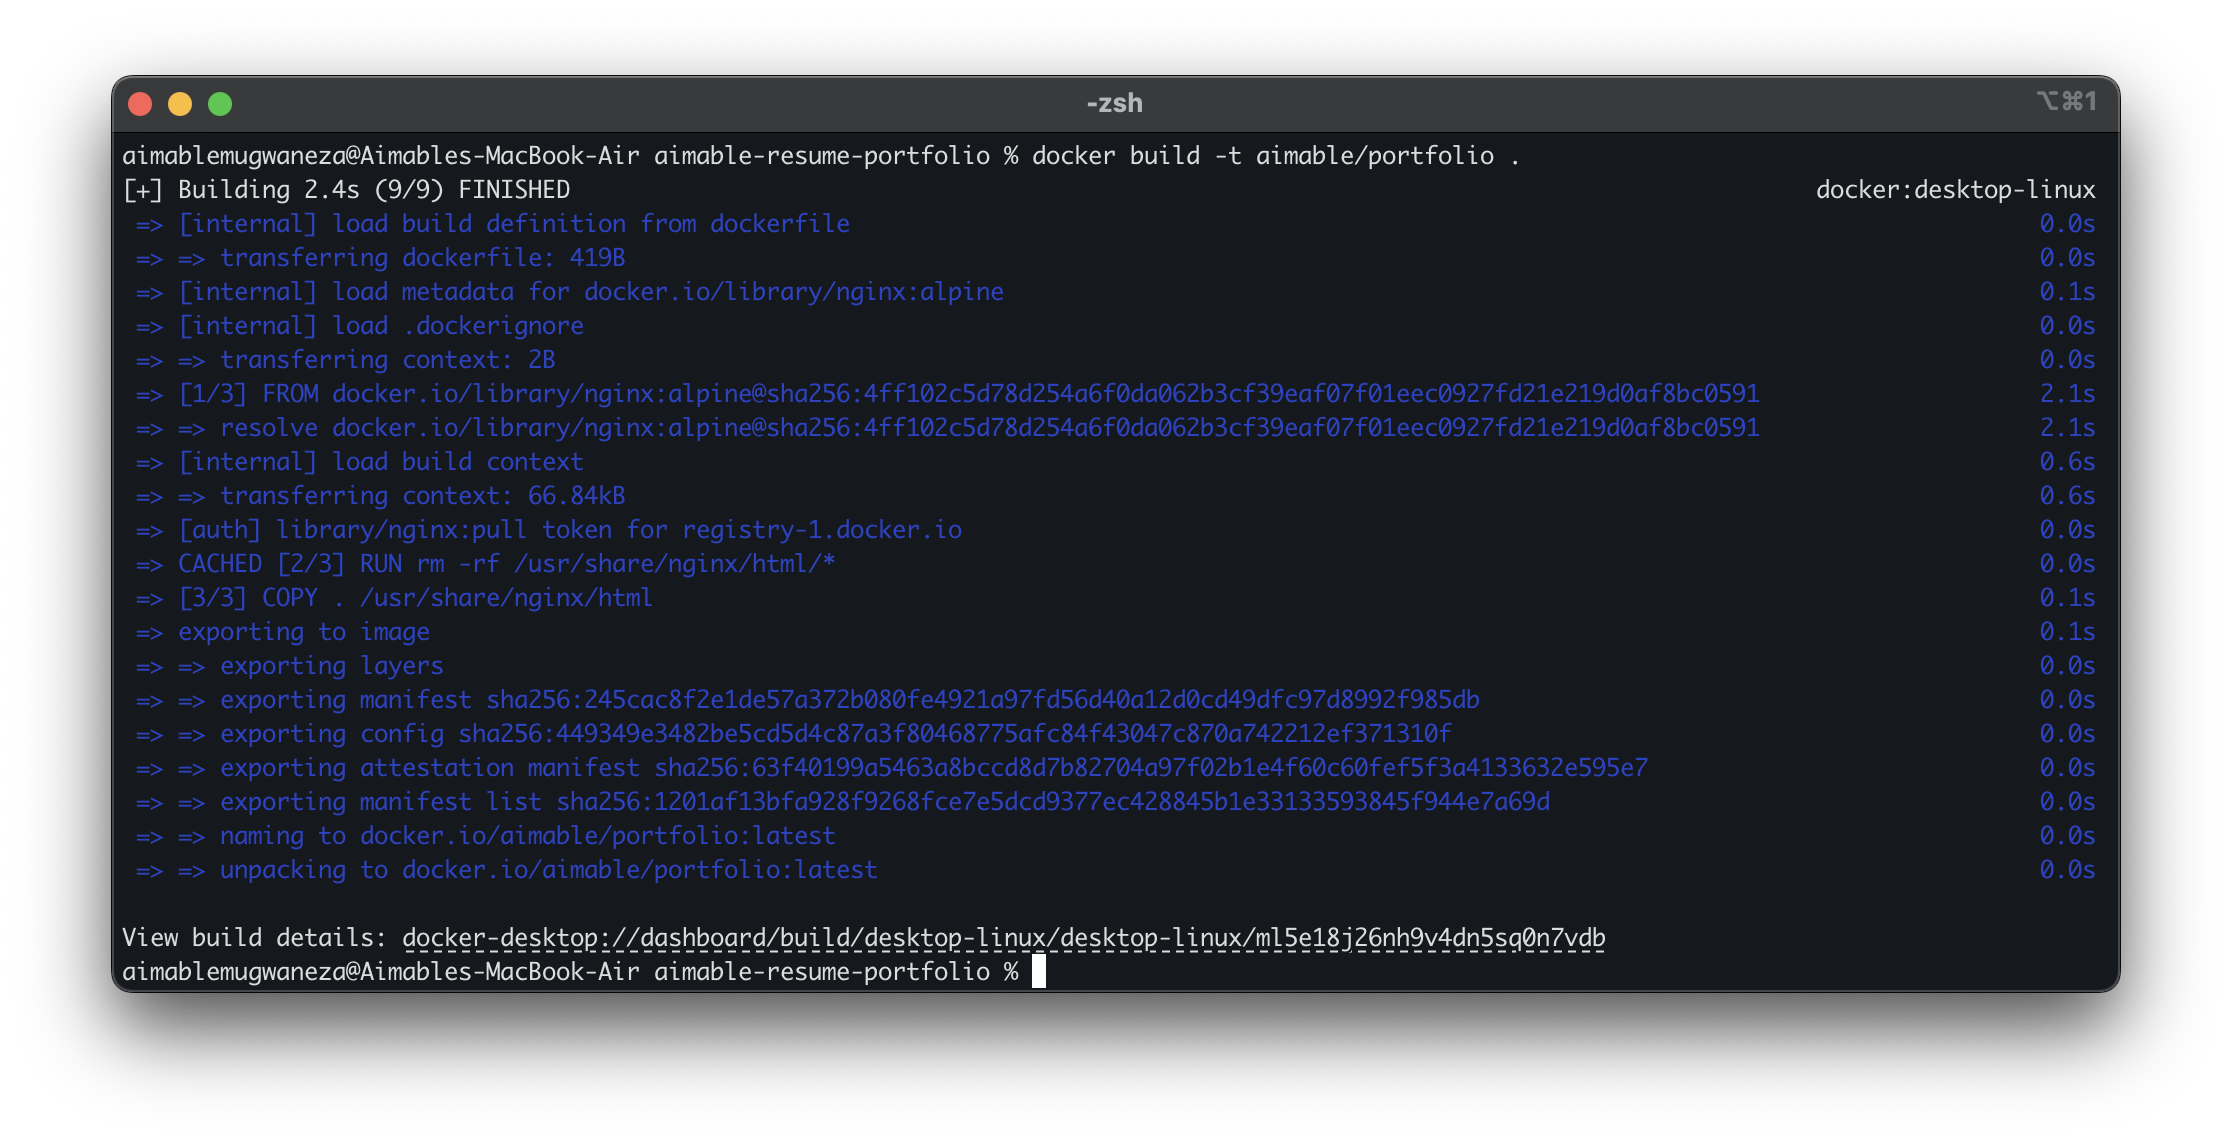 -zsh
⌥⌘1
aimablemugwaneza@Aimables-MacBook-Air aimable-resume-portfolio % docker build -t aimable/portfolio .
[+] Building 2.4s (9/9) FINISHED docker:desktop-linux
=> [internal] load build definition from dockerfile 0.0s
=> => transferring dockerfile: 419B 0.0s
=> [internal] load metadata for docker.io/library/nginx:alpine 0.1s
=> [internal] load .dockerignore 0.0s
=> => transferring context: 2B 0.0s
=> [1/3] FROM docker.io/library/nginx:alpine@sha256:4ff102c5d78d254a6f0da062b3cf39eaf07f01eec0927fd21e219d0af8bc0591 2.1s
=> => resolve docker.io/library/nginx:alpine@sha256:4ff102c5d78d254a6f0da062b3cf39eaf07f01eec0927fd21e219d0af8bc0591 2.1s
=> [internal] load build context 0.6s
=> => transferring context: 66.84kB 0.6s
=> [auth] library/nginx:pull token for registry-1.docker.io 0.0s
=> CACHED [2/3] RUN rm -rf /usr/share/nginx/html/* 0.0s
=> [3/3] COPY . /usr/share/nginx/html 0.1s
=> exporting to image 0.1s
=> => exporting layers 0.0s
=> => exporting manifest sha256:245cac8f2e1de57a372b080fe4921a97fd56d40a12d0cd49dfc97d8992f985db 0.0s
=> => exporting config sha256:449349e3482be5cd5d4c87a3f80468775afc84f43047c870a742212ef371310f 0.0s
=> => exporting attestation manifest sha256:63f40199a5463a8bccd8d7b82704a97f02b1e4f60c60fef5f3a4133632e595e7 0.0s
=> => exporting manifest list sha256:1201af13bfa928f9268fce7e5dcd9377ec428845b1e33133593845f944e7a69d 0.0s
=> => naming to docker.io/aimable/portfolio:latest 0.0s
=> => unpacking to docker.io/aimable/portfolio:latest 0.0s
View build details: docker-desktop://dashboard/build/desktop-linux/desktop-linux/ml5e18j26nh9v4dn5sq0n7vdb
aimablemugwaneza@Aimables-MacBook-Air aimable-resume-portfolio %